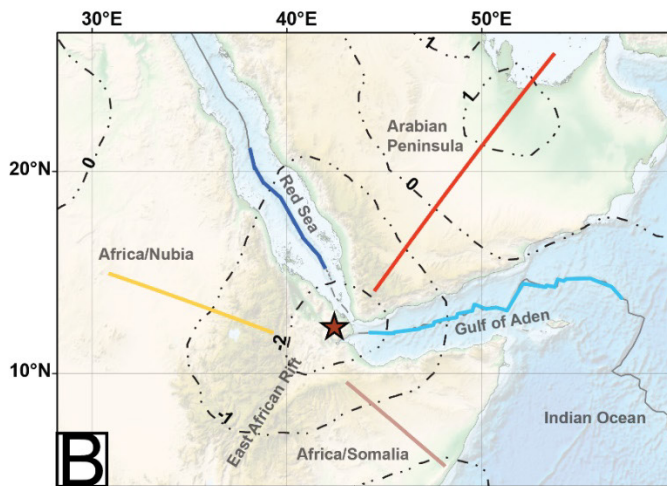 30°E 40°E 50°E
1
Arabian
Peninsula
1
0
20°N
0
Red Sea
Africa/Nubia
-2
Gulf of Aden
10°N
-1
East African Rift
Indian Ocean
Africa/Somalia
B